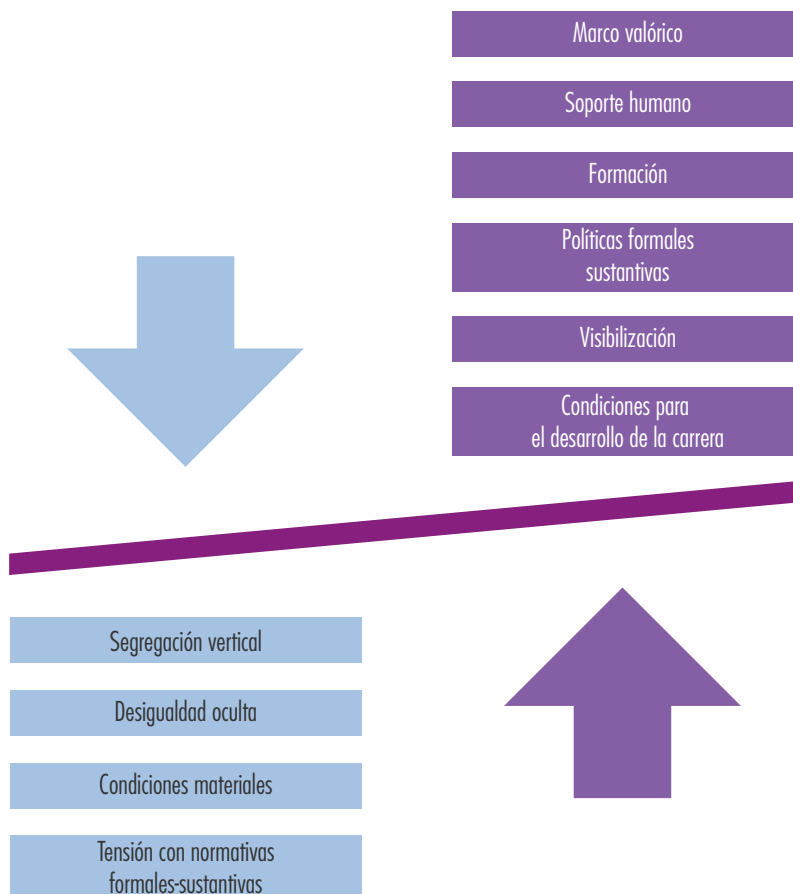 Marco valórico
Soporte humano
Formación
Políticas formales
sustantivas
Visibilización
Condiciones para
el desarrollo de la carrera
Segregación vertical
Desigualdad oculta
Condiciones materiales
Tensión con normativas
formales-sustantivas